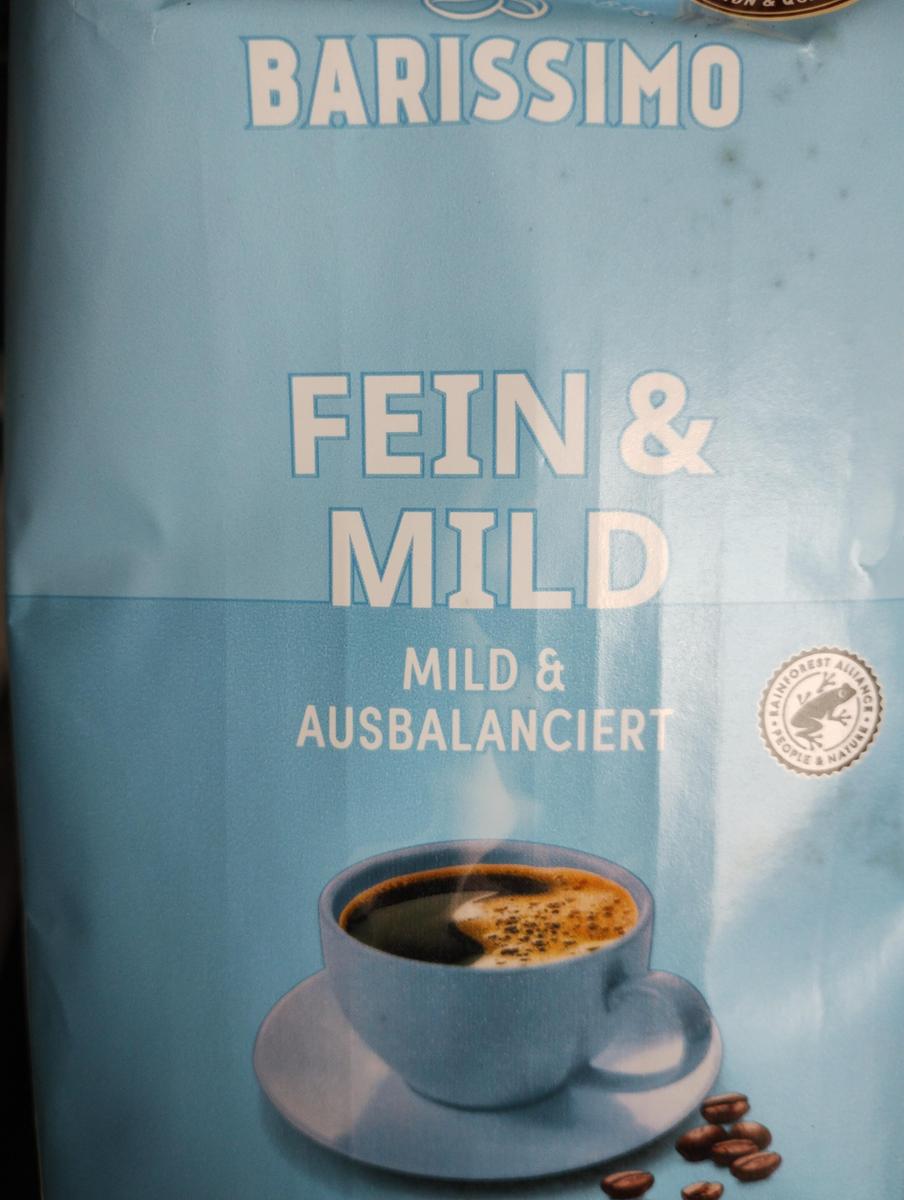 BARISSIMO
FEIN &
MILD
MILD &
AUSBALANCIERT
RAINFOREST ALLIANCE
PEOPLE & NATURE